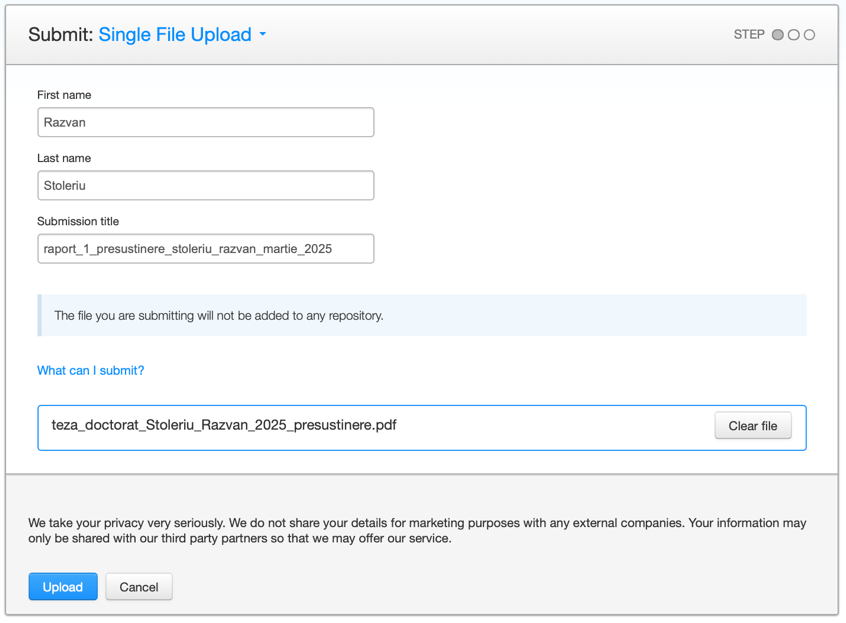 Submit: Single File Upload
STEP
First name
Razvan
Last name
Stoleriu
Submission title
raport_1_presustinere_stoleriu_razvan_martie_2025
The file you are submitting will not be added to any repository.
What can I submit?
teza_doctorat_Stoleriu_Razvan_2025_presustinere.pdf
Clear file
We take your privacy very seriously. We do not share your details for marketing purposes with any external companies. Your information may
only be shared with our third party partners so that we may offer our service.
Upload
Cancel